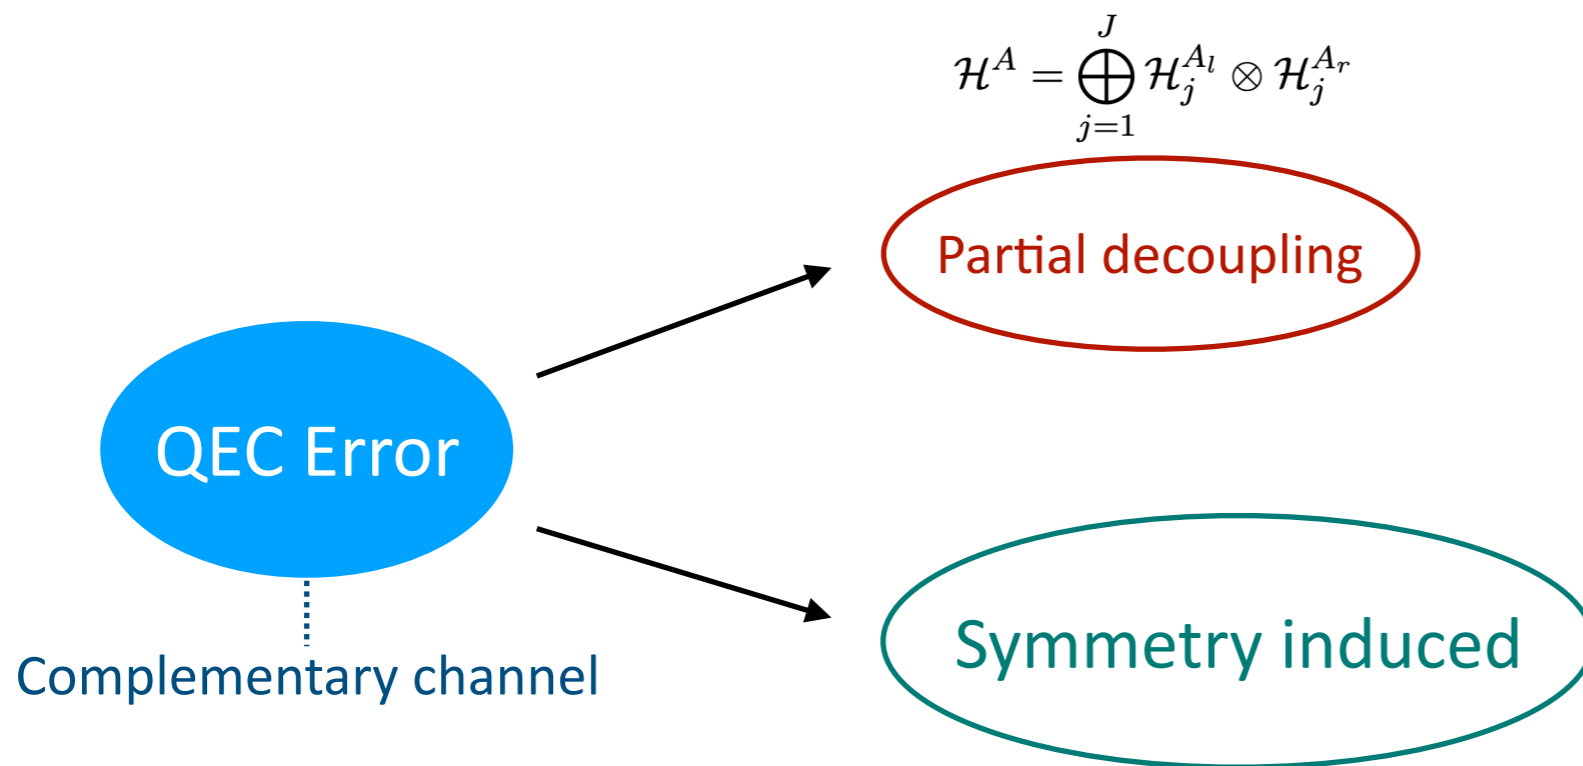 $\mathcal{H}^A = \bigoplus_{j=1}^{J} \mathcal{H}_j^{A_l} \otimes \mathcal{H}_j^{A_r}$
Partial decoupling
QEC Error
Symmetry induced
Complementary channel